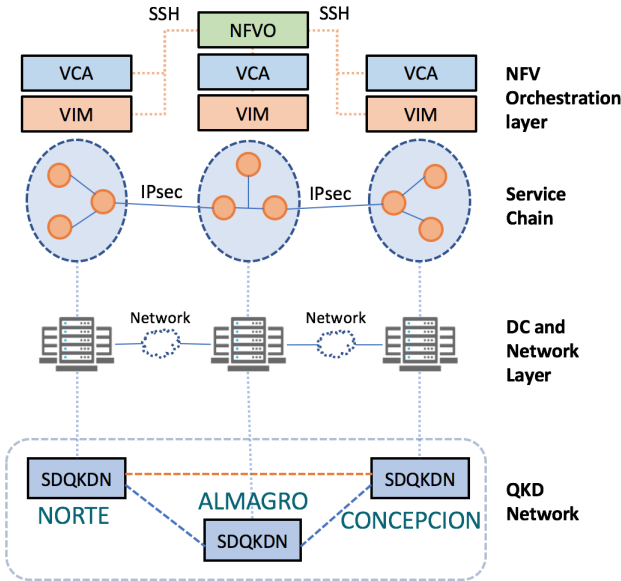 SSH
NFVO
SSH
VCA
VCA
VCA
VIM
VIM
VIM
NFV
Orchestration
layer
IPsec
IPsec
Service
Chain
Network
Network
DC and
Network
Layer
SDQKDN
SDQKDN
NORTE
ALMAGRO
CONCEPCION
SDQKDN
QKD
Network